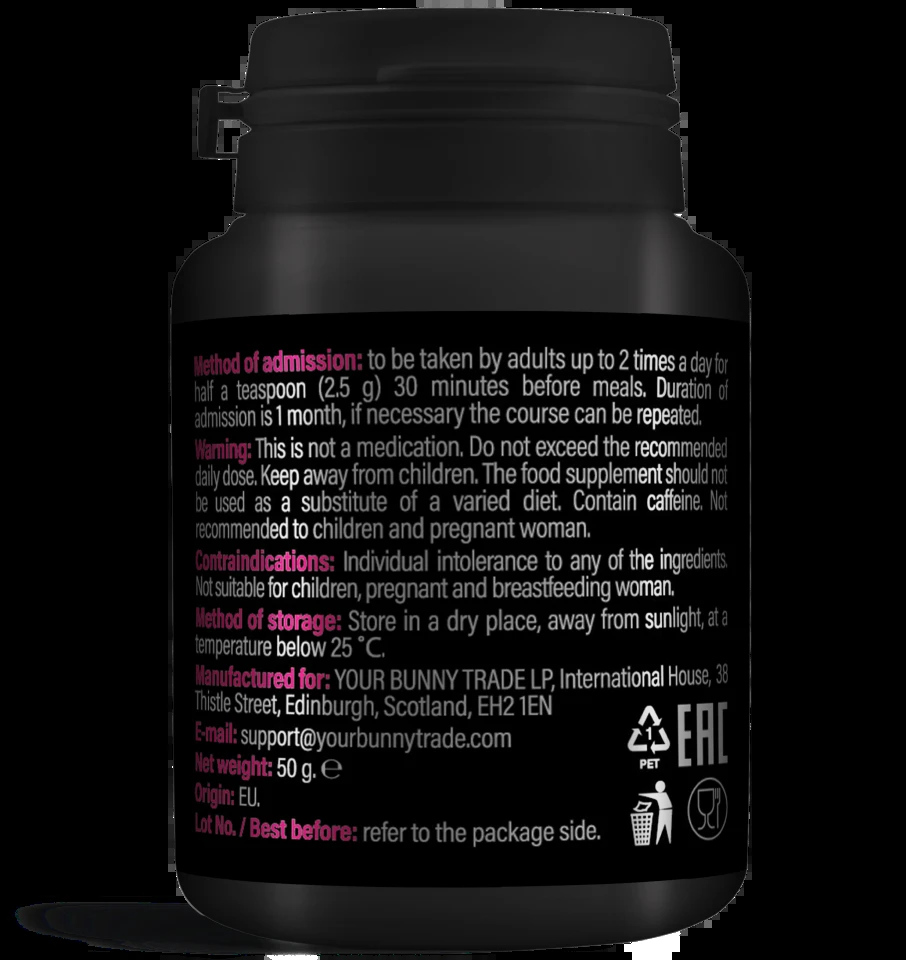 Method of admission: to be taken by adults up to 2 times a day for
half a teaspoon (2.5 g) 30 minutes before meals. Duration of
admission is 1 month, if necessary the course can be repeated.
Warning: This is not a medication. Do not exceed the recommended
daily dose. Keep away from children. The food supplement should not
be used as a substitute of a varied diet. Contain caffeine. Not
recommended to children and pregnant woman.
Contraindications: Individual intolerance to any of the ingredients.
Not suitable for children, pregnant and breastfeeding woman.
Method of storage: Store in a dry place, away from sunlight, at a
temperature below 25 °C.
Manufactured for: YOUR BUNNY TRADE LP, International House, 38
Thistle Street, Edinburgh, Scotland, EH2 1EN
E-mail: support@yourbunnytrade.com
Net weight: 50 g. ℮
Origin: EU.
Lot No. / Best before: refer to the package side.
1
PET
EAC